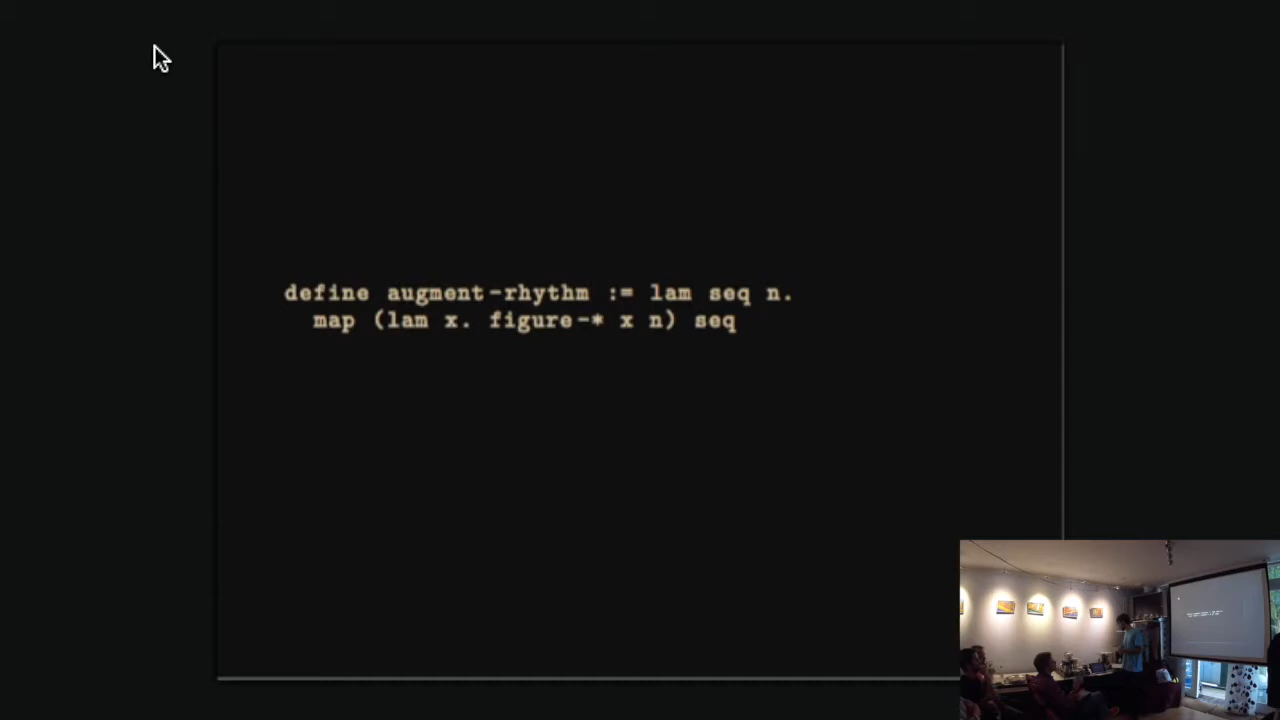 define augment-rhythm := lam seq n.
map (lam x. figure-* x n) seq